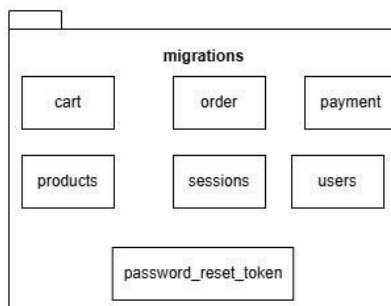 migrations
cart order payment
products sessions users
password_reset_token